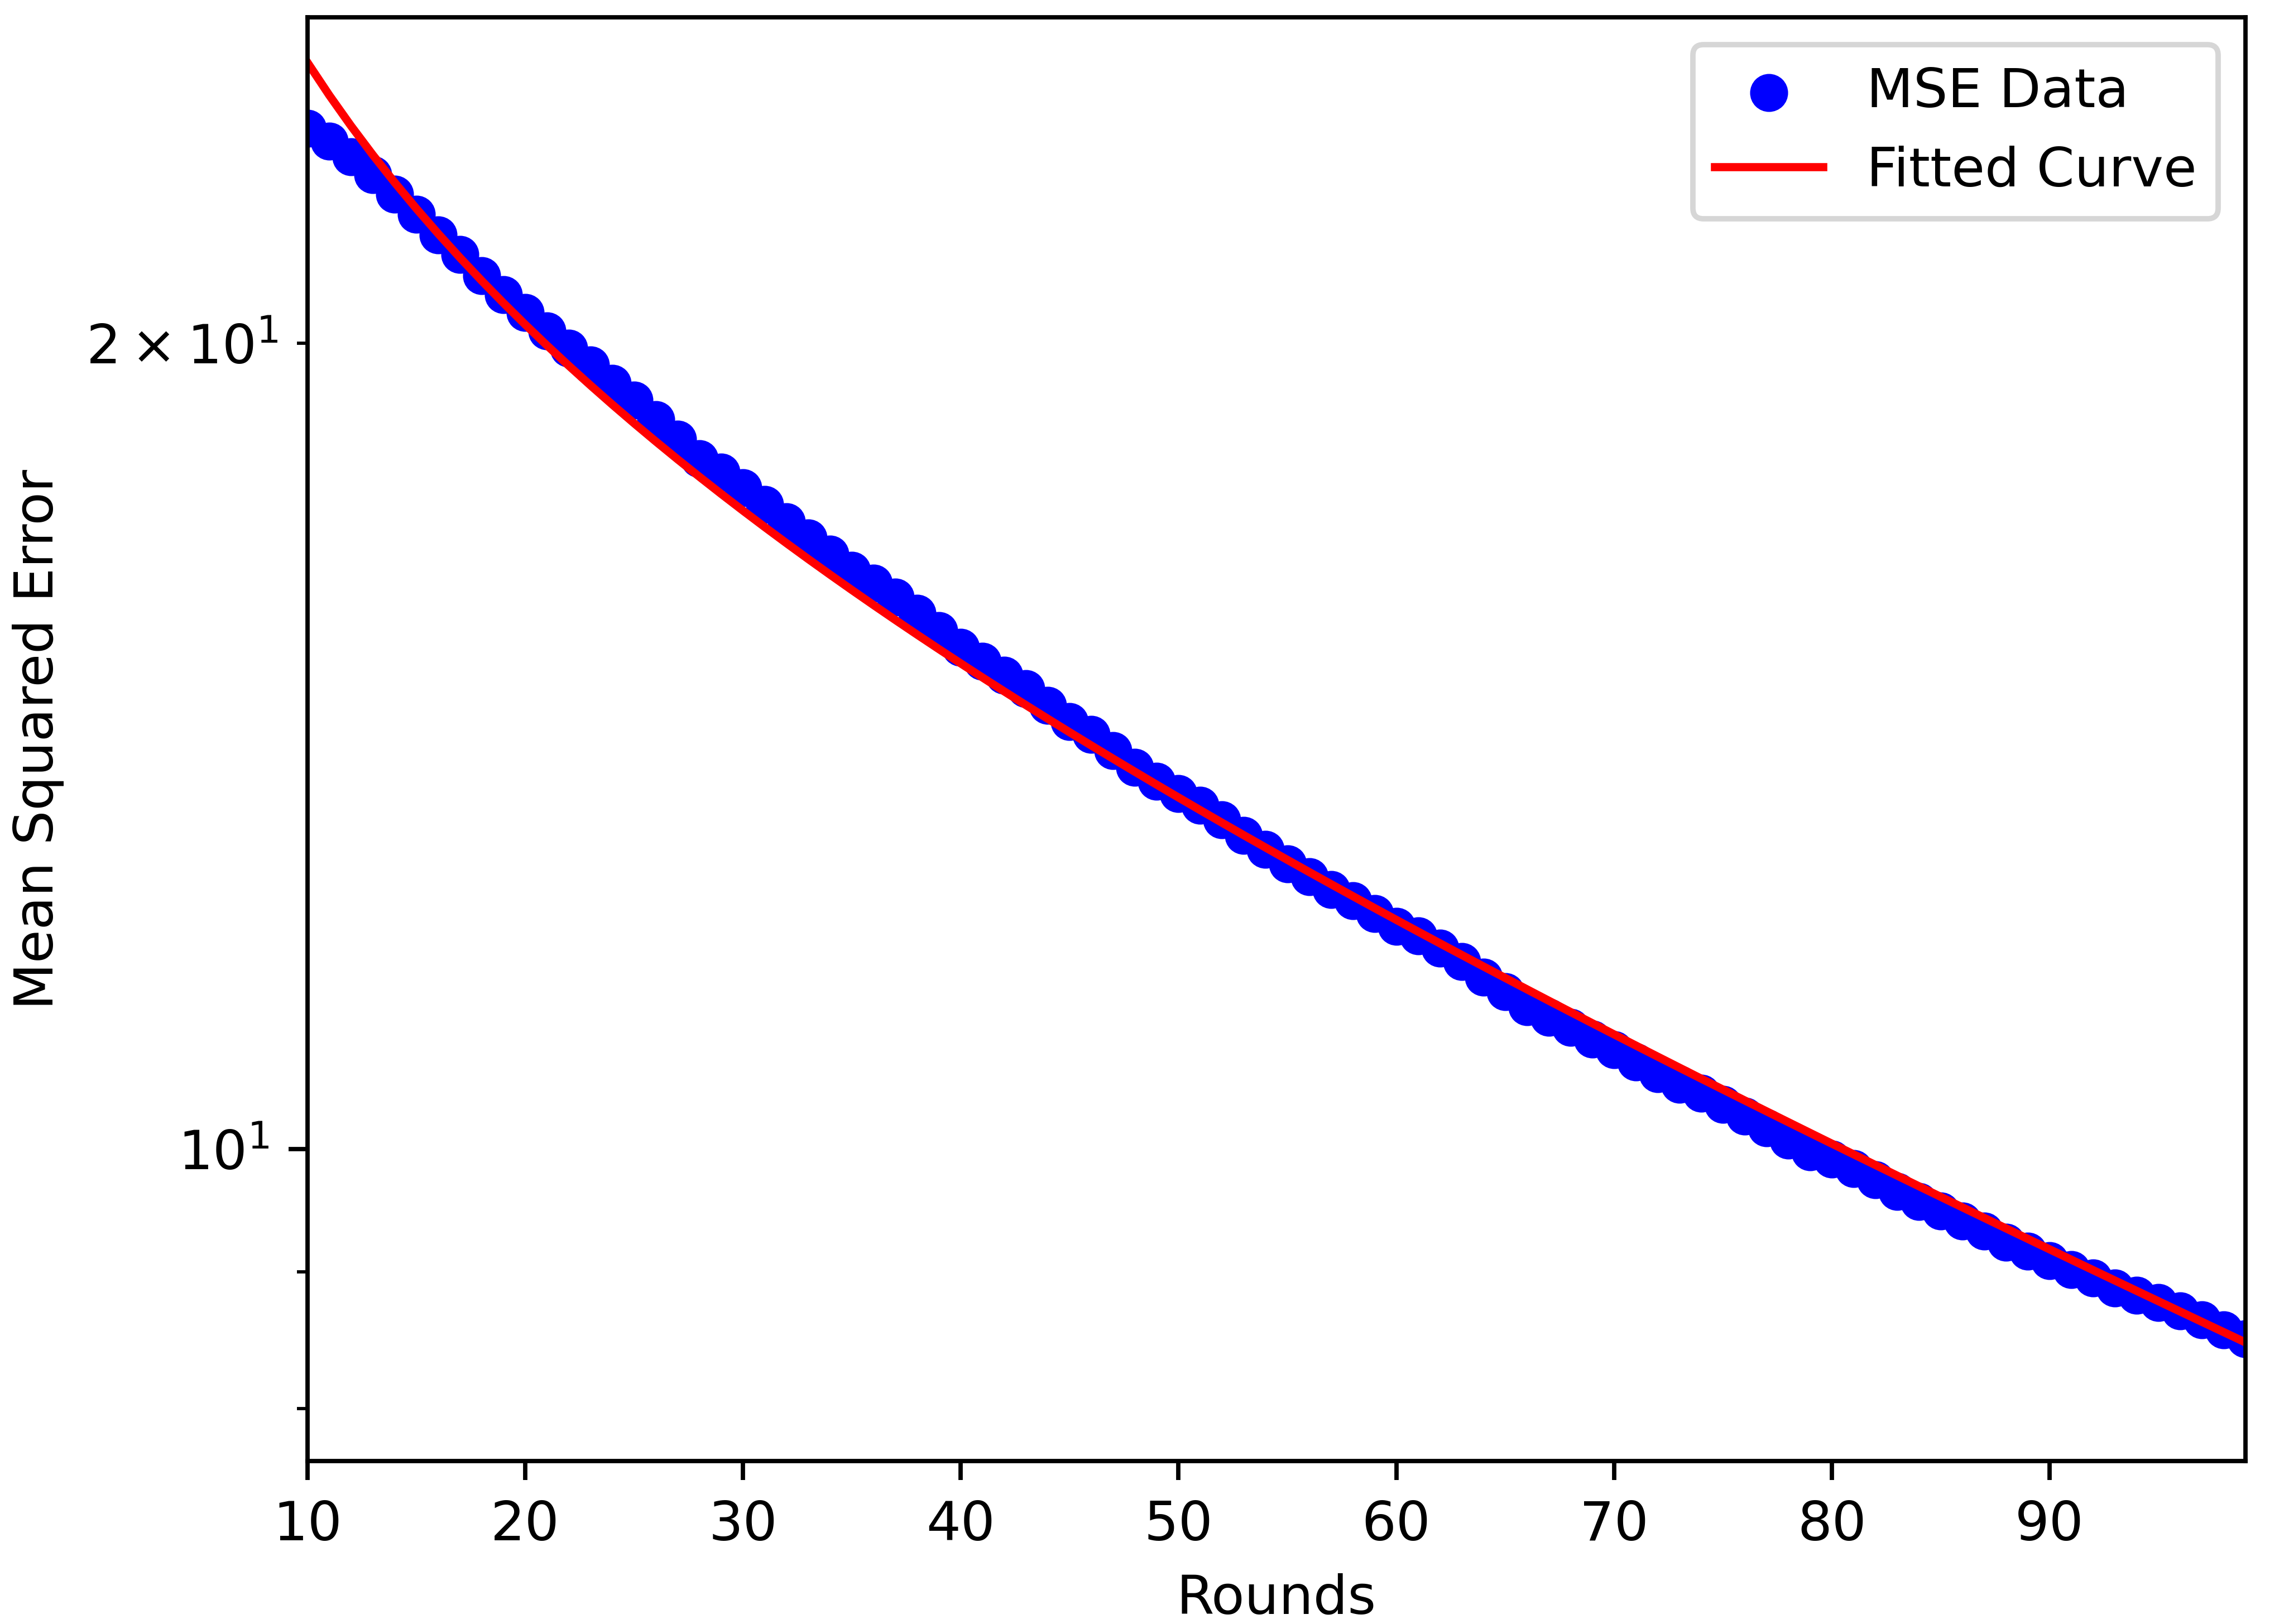 MSE Data
Fitted Curve
2 × 10¹
10¹
Mean Squared Error
10 20 30 40 50 60 70 80 90
Rounds